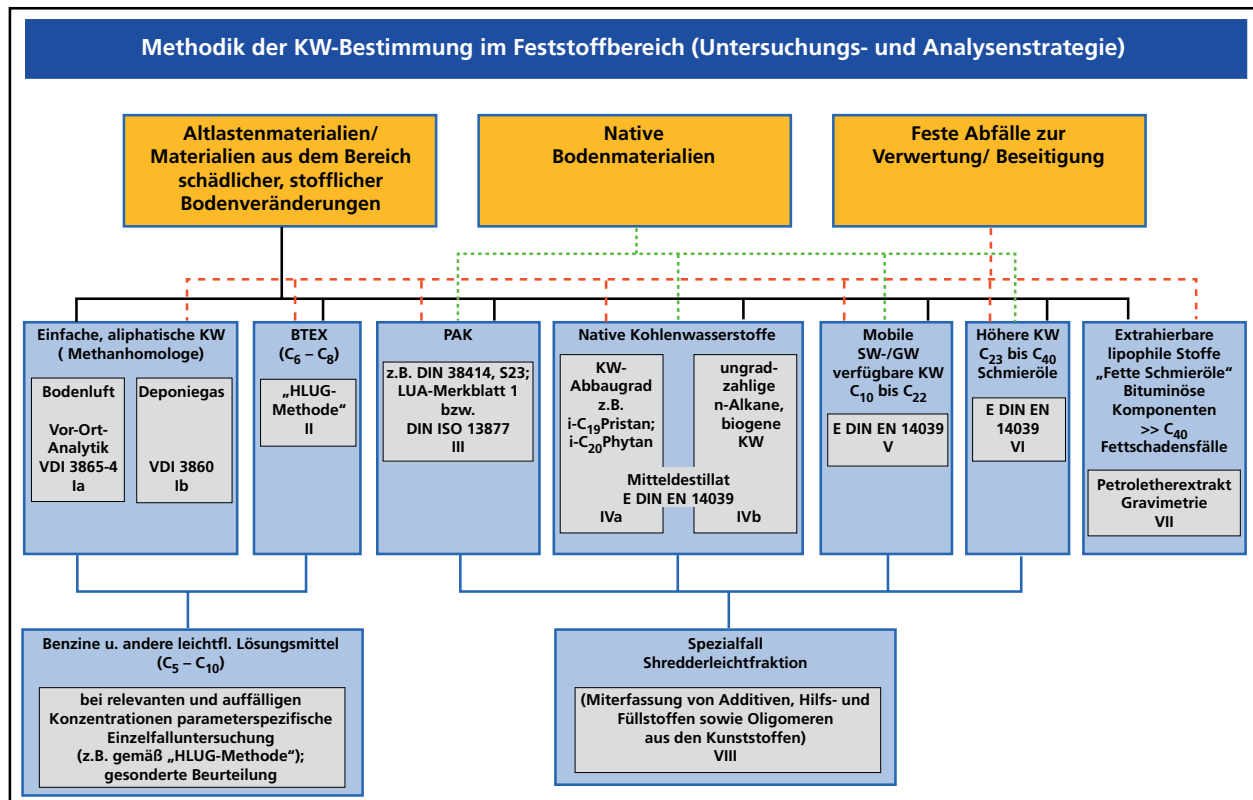 Methodik der KW-Bestimmung im Feststoffbereich (Untersuchungs- und Analysenstrategie)
Altlastenmaterialien/
Materialien aus dem Bereich
schädlicher, stofflicher
Bodenveränderungen
Native
Bodenmaterialien
Feste Abfälle zur
Verwertung/ Beseitigung
Einfache, aliphatische KW
( Methanhomologe)
Bodenluft
Vor-Ort-
Analytik
VDI 3865-4
Ia
Deponiegas
VDI 3860
Ib
BTEX
(C6 – C8)
„HLUG-
Methode“
II
PAK
z.B. DIN 38414, S23;
LUA-Merkblatt 1
bzw.
DIN ISO 13877
III
Native Kohlenwasserstoffe
KW-
Abbaugrad
z.B.
i-C19Pristan;
i-C20Phytan
ungrad-
zahlige
n-Alkane,
biogene
KW
Mitteldestillat
E DIN EN 14039
IVa
IVb
Mobile
SW-/GW
verfügbare KW
C10 bis C22
E DIN EN 14039
V
Höhere KW
C23 bis C40
Schmieröle
E DIN EN
14039
VI
Extrahierbare
lipophile Stoffe
„Fette Schmieröle“
Bituminöse
Komponenten
>> C40
Fettschadensfälle
Petroletherextrakt
Gravimetrie
VII
Benzine u. andere leichtfl. Lösungsmittel
(C5 – C10)
bei relevanten und auffälligen
Konzentrationen parameterspezifische
Einzelfalluntersuchung
(z.B. gemäß „HLUG-Methode“);
gesonderte Beurteilung
Spezialfall
Shredderleichtfraktion
(Miterfassung von Additiven, Hilfs- und
Füllstoffen sowie Oligomeren
aus den Kunststoffen)
VIII